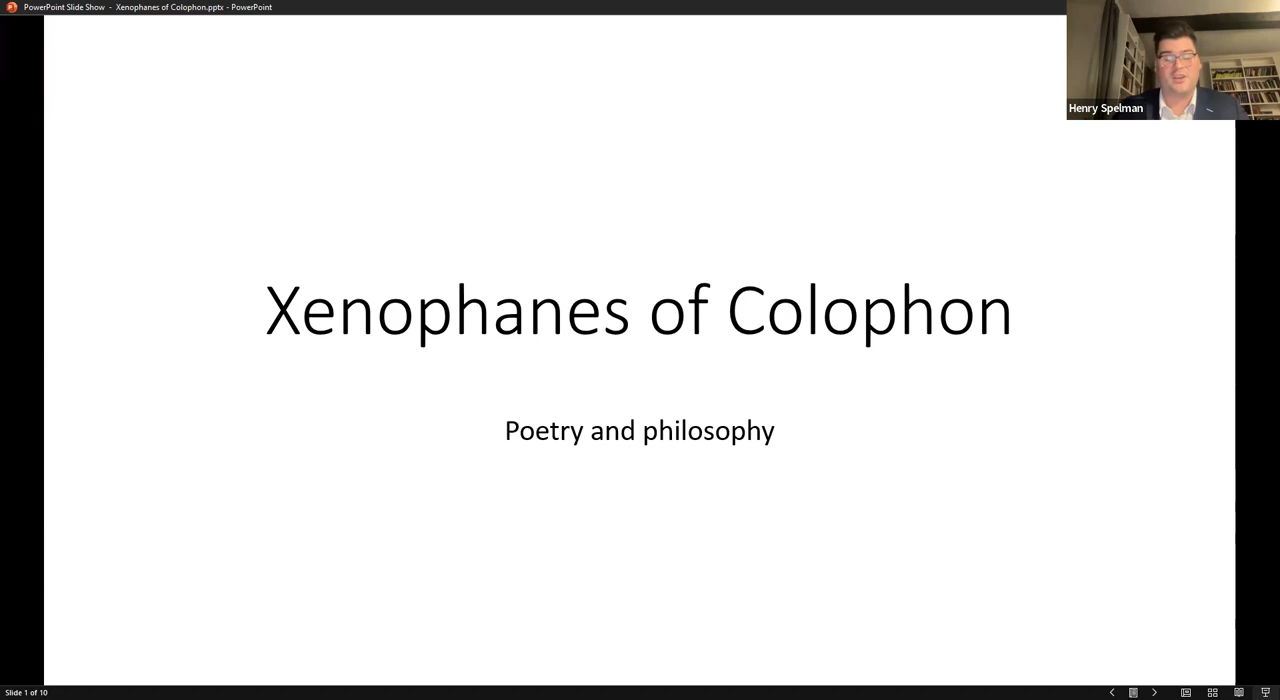 PowerPoint Slide Show - Xenophanes of Colophon.pptx - PowerPoint
Henry Spelman
Xenophanes of Colophon
Poetry and philosophy
Slide 1 of 10